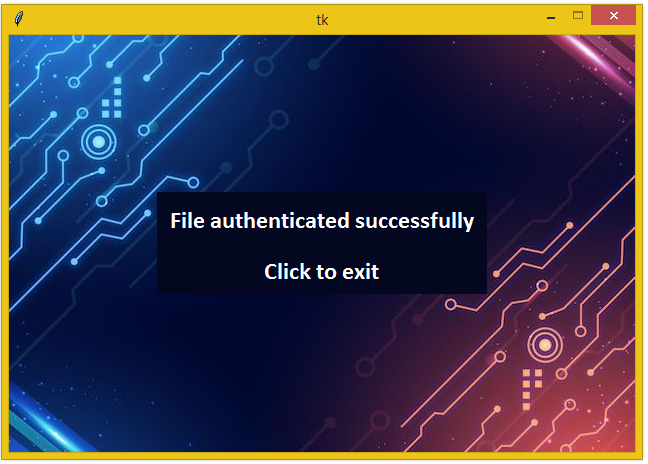 tk
File authenticated successfully
Click to exit